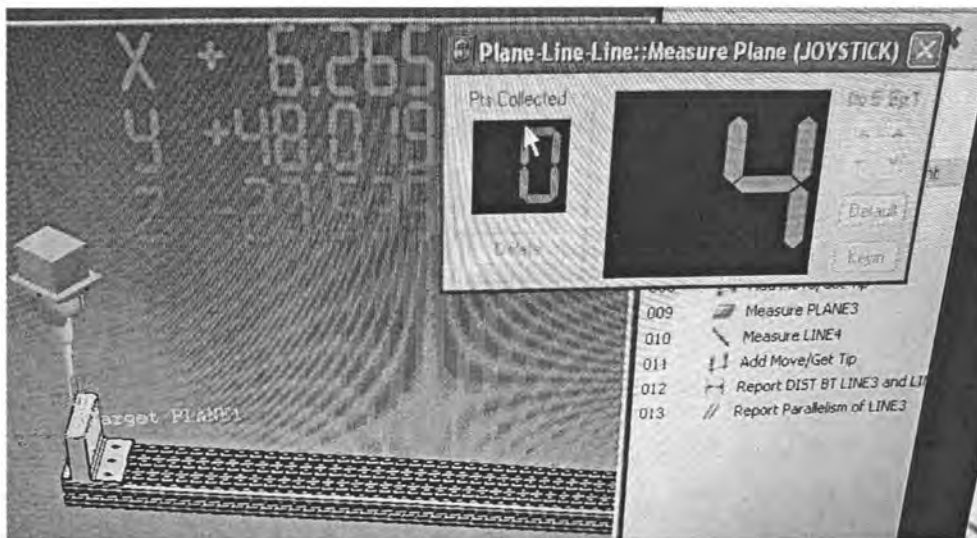 X + 6.265
y +48.019
Plane-Line-Line::Measure Plane (JOYSTICK)
Pts Collected
0
4
Delete
Default
009 Measure PLANE3
010 Measure LINE4
011 Add Move/Get Tip
012 Report DIST BT LINE3 and LI
013 Report Parallelism of LINE3
arget PLANE1